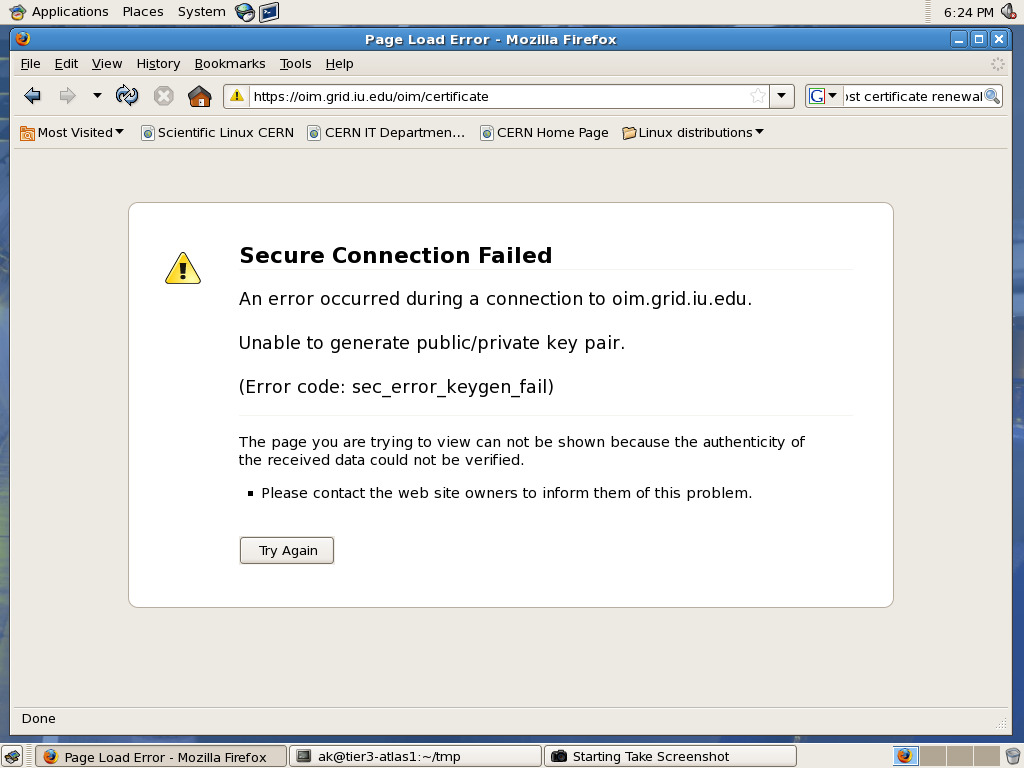 Applications Places System 6:24 PM
Page Load Error - Mozilla Firefox
File Edit View History Bookmarks Tools Help
https://oim.grid.iu.edu/oim/certificate G ost certificate renewal
Most Visited Scientific Linux CERN CERN IT Departmen... CERN Home Page Linux distributions
Secure Connection Failed
An error occurred during a connection to oim.grid.iu.edu.
Unable to generate public/private key pair.
(Error code: sec_error_keygen_fail)
The page you are trying to view can not be shown because the authenticity of
the received data could not be verified.
Please contact the web site owners to inform them of this problem.
Try Again
Done
Page Load Error - Mozilla Firefox ak@tier3-atlas1:~/tmp Starting Take Screenshot